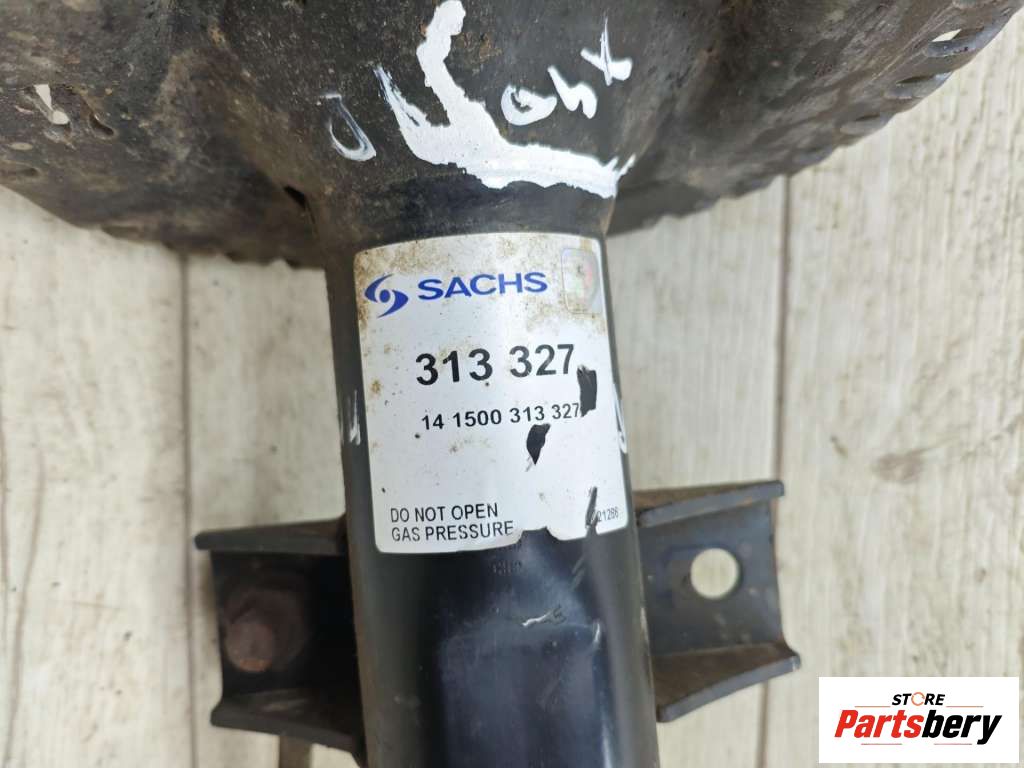 SACHS
313 327
14 1500 313 327
DO NOT OPEN
GAS PRESSURE
STORE
Partsbery